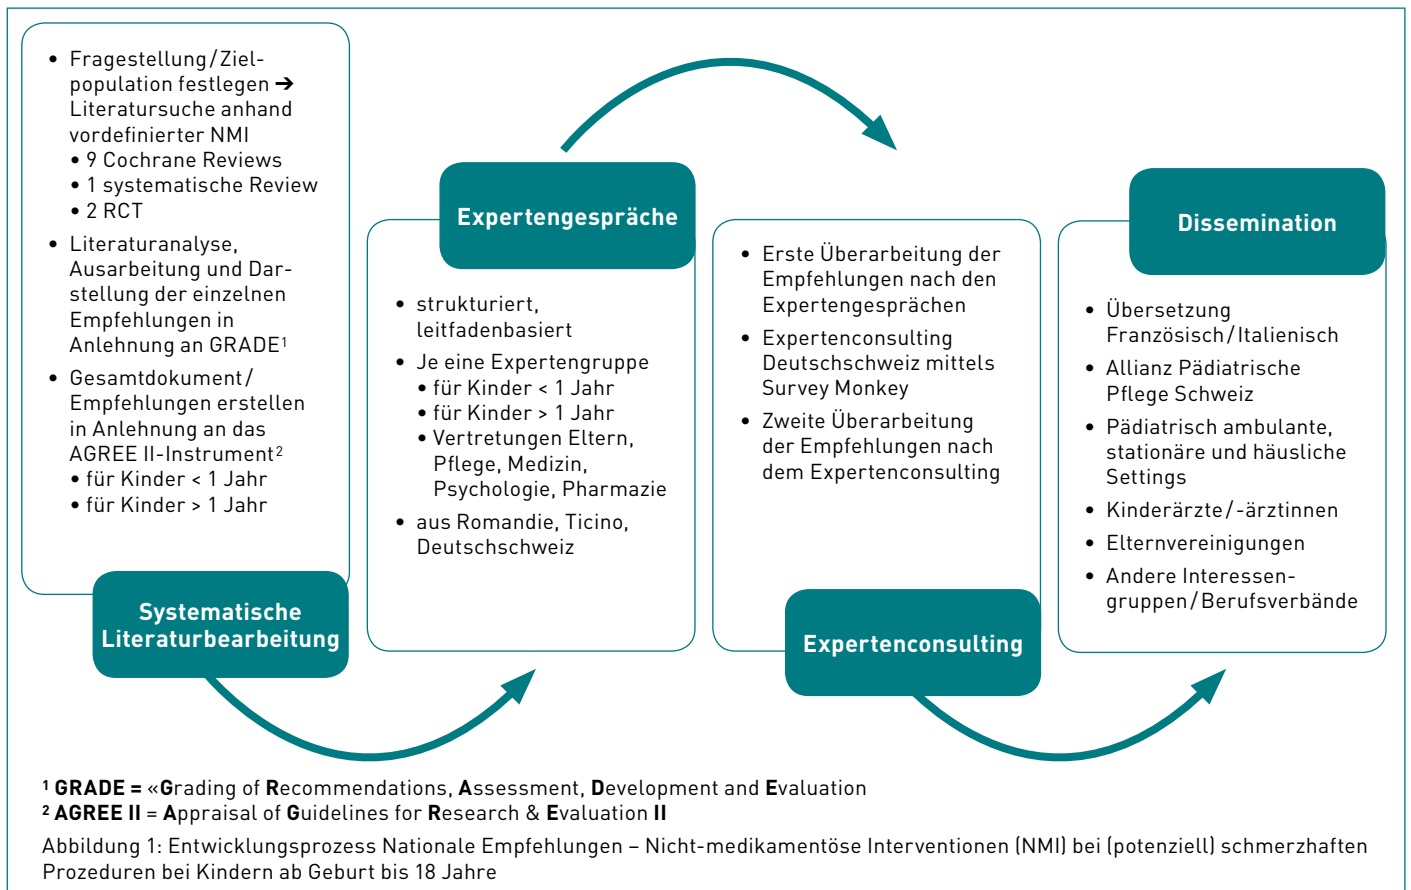 • Fragestellung/Ziel-
population festlegen ➔
Literatursuche anhand
vordefinierter NMI
• 9 Cochrane Reviews
• 1 systematische Review
• 2 RCT
• Literaturanalyse,
Ausarbeitung und Dar-
stellung der einzelnen
Empfehlungen in
Anlehnung an GRADE¹
• Gesamtdokument/
Empfehlungen erstellen
in Anlehnung an das
AGREE II-Instrument²
• für Kinder < 1 Jahr
• für Kinder > 1 Jahr
Systematische
Literaturbearbeitung
Expertengespräche
• strukturiert,
leitfadenbasiert
• Je eine Expertengruppe
• für Kinder < 1 Jahr
• für Kinder > 1 Jahr
• Vertretungen Eltern,
Pflege, Medizin,
Psychologie, Pharmazie
• aus Romandie, Ticino,
Deutschschweiz
• Erste Überarbeitung der
Empfehlungen nach den
Expertengesprächen
• Expertenconsulting
Deutschschweiz mittels
Survey Monkey
• Zweite Überarbeitung
der Empfehlungen nach
dem Expertenconsulting
Expertenconsulting
Dissemination
• Übersetzung
Französisch/Italienisch
• Allianz Pädiatrische
Pflege Schweiz
• Pädiatrisch ambulante,
stationäre und häusliche
Settings
• Kinderärzte/-ärztinnen
• Elternvereinigungen
• Andere Interessen-
gruppen/Berufsverbände
¹ GRADE = «Grading of Recommendations, Assessment, Development and Evaluation
² AGREE II = Appraisal of Guidelines for Research & Evaluation II
Abbildung 1: Entwicklungsprozess Nationale Empfehlungen – Nicht-medikamentöse Interventionen (NMI) bei (potenziell) schmerzhaften
Prozeduren bei Kindern ab Geburt bis 18 Jahre